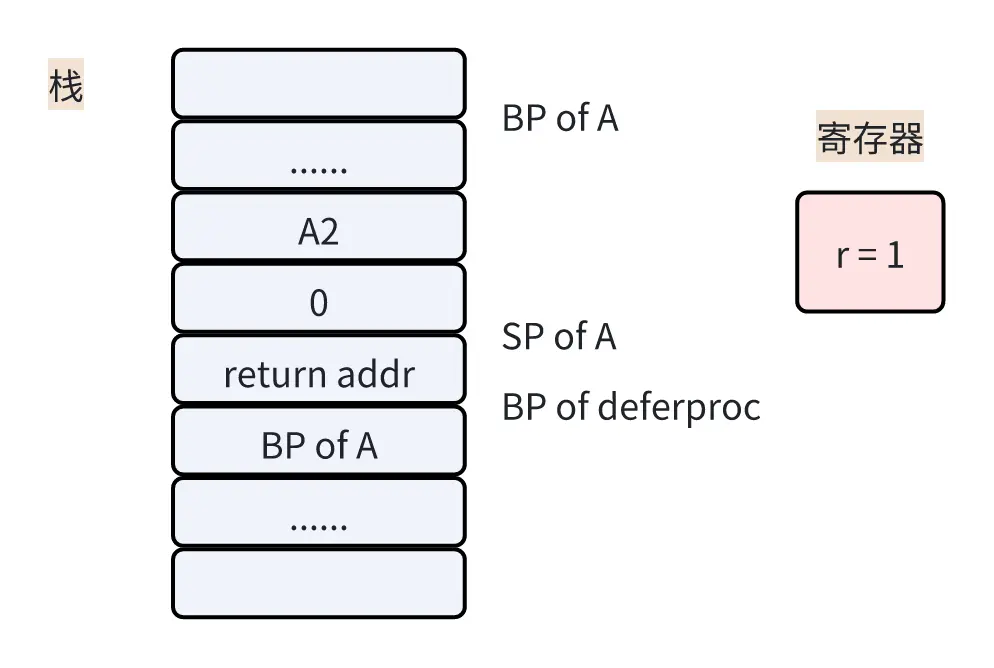 栈
BP of A
寄存器
......
A2
r = 1
0
SP of A
return addr
BP of deferproc
BP of A
......